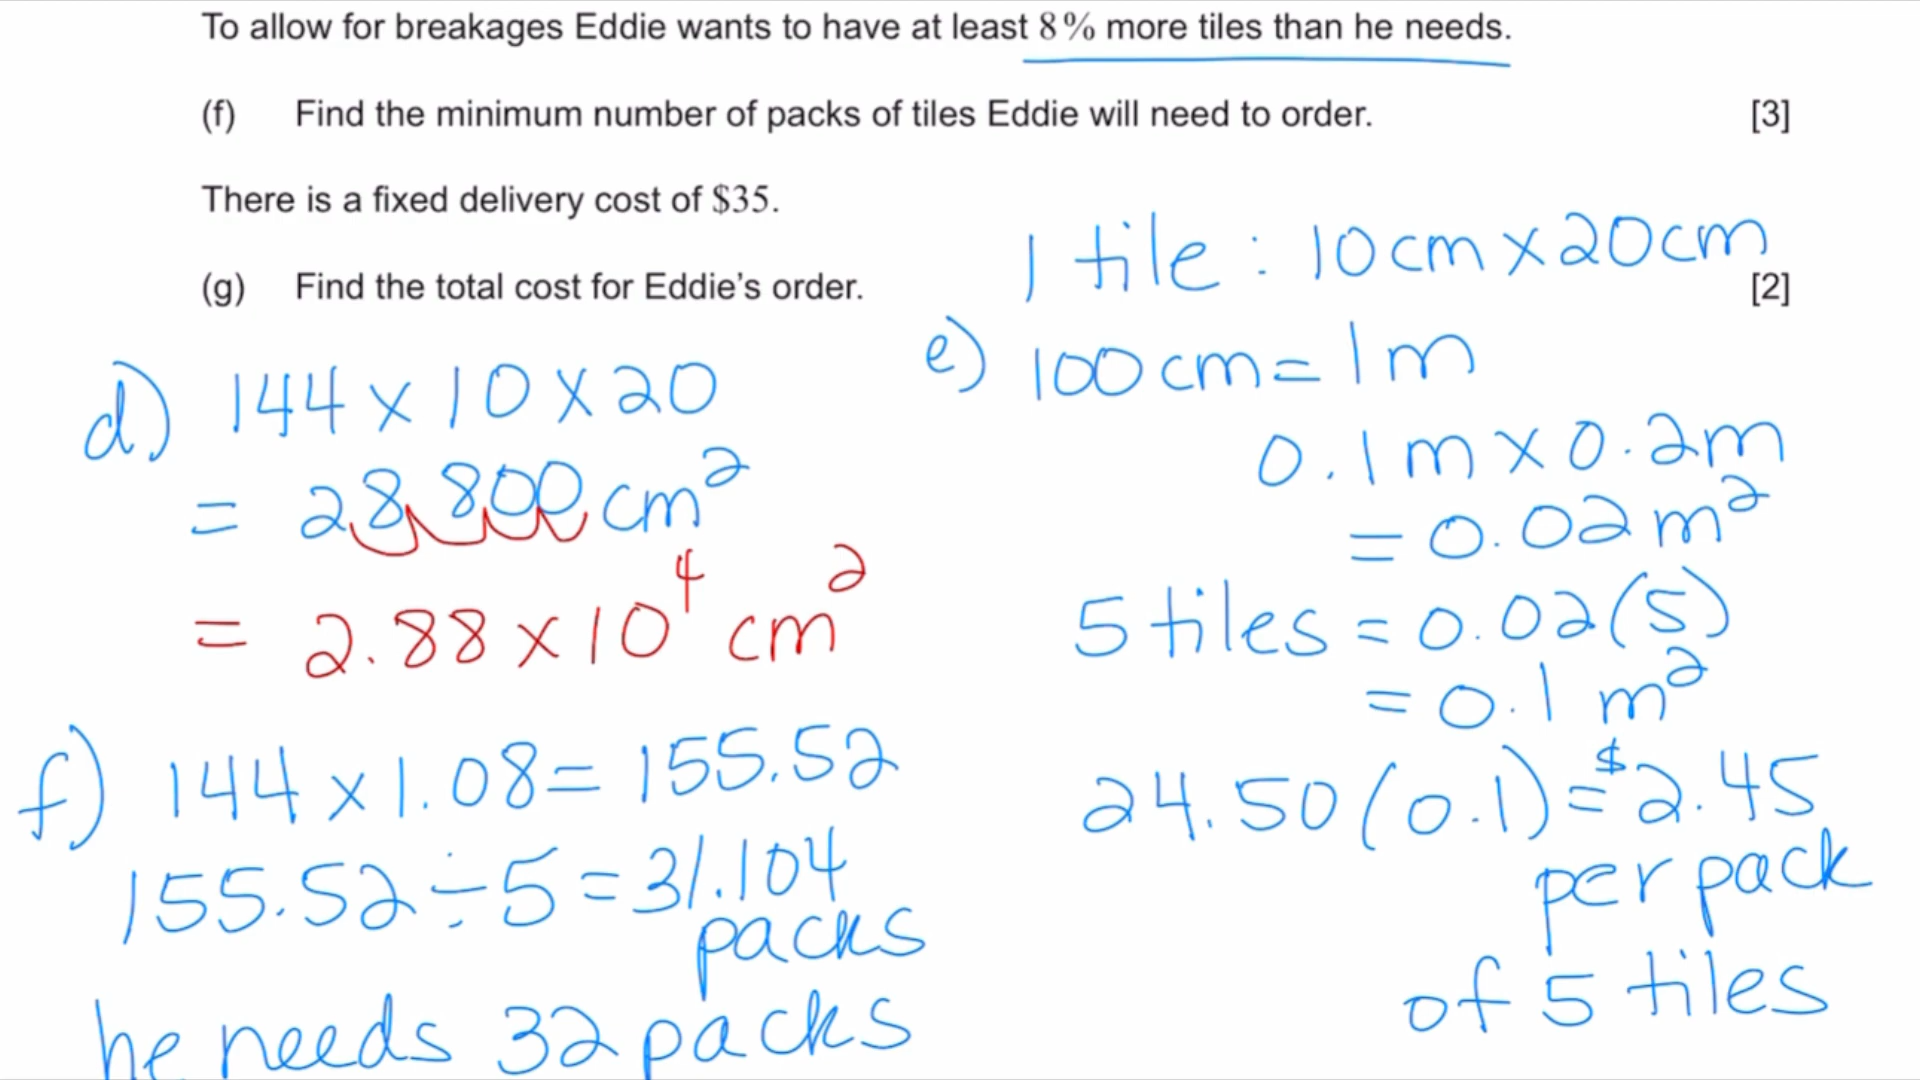 To allow for breakages Eddie wants to have at least 8% more tiles than he needs.
(f) Find the minimum number of packs of tiles Eddie will need to order. [3]
There is a fixed delivery cost of $35.
(g) Find the total cost for Eddie's order. [2]
1 tile : 10cm x 20cm
d) 144 x 10 x 20
= 28 800 cm²
= 2.88 x 10⁴ cm²
e) 100 cm = 1 m
0.1m x 0.2m
= 0.02 m²
5 tiles = 0.02(5)
= 0.1 m²
24.50(0.1) = $2.45
per pack
of 5 tiles
f) 144 x 1.08 = 155.52
155.52 ÷ 5 = 31.104
packs
he needs 32 packs